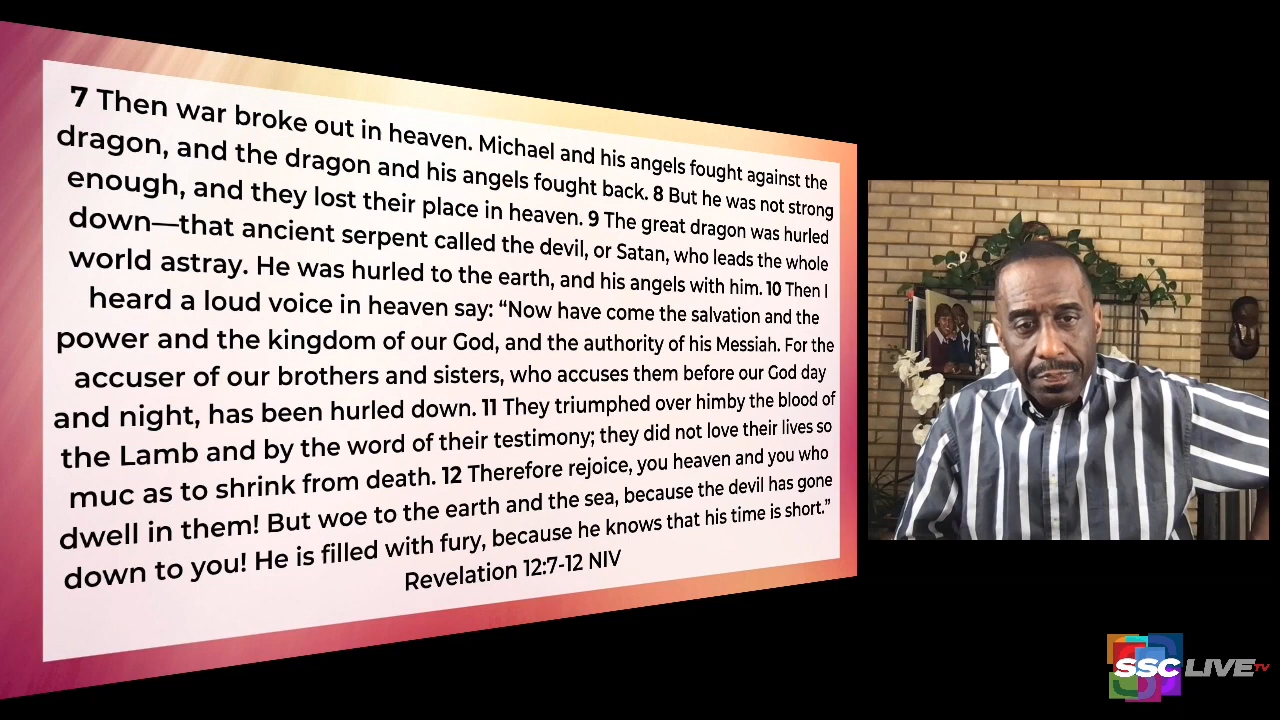 7 Then war broke out in heaven. Michael and his angels fought against the
dragon, and the dragon and his angels fought back. 8 But he was not strong
enough, and they lost their place in heaven. 9 The great dragon was hurled
down—that ancient serpent called the devil, or Satan, who leads the whole
world astray. He was hurled to the earth, and his angels with him. 10 Then I
heard a loud voice in heaven say: “Now have come the salvation and the
power and the kingdom of our God, and the authority of his Messiah. For the
accuser of our brothers and sisters, who accuses them before our God day
and night, has been hurled down. 11 They triumphed over himby the blood of
the Lamb and by the word of their testimony; they did not love their lives so
muc as to shrink from death. 12 Therefore rejoice, you heaven and you who
dwell in them! But woe to the earth and the sea, because the devil has gone
down to you! He is filled with fury, because he knows that his time is short.”
Revelation 12:7-12 NIV
SSC LIVE TV